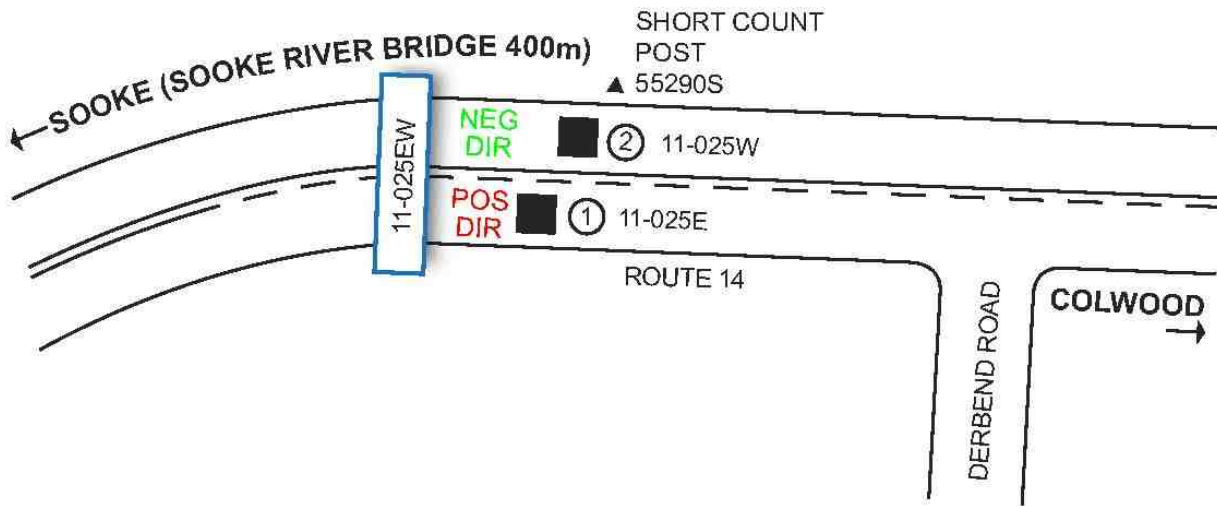 SHORT COUNT
POST
▲ 55290S
←SOOKE (SOOKE RIVER BRIDGE 400m)
11-025EW
NEG
DIR
2 11-025W
POS
DIR
1 11-025E
ROUTE 14
DERBEND ROAD
COLWOOD
→